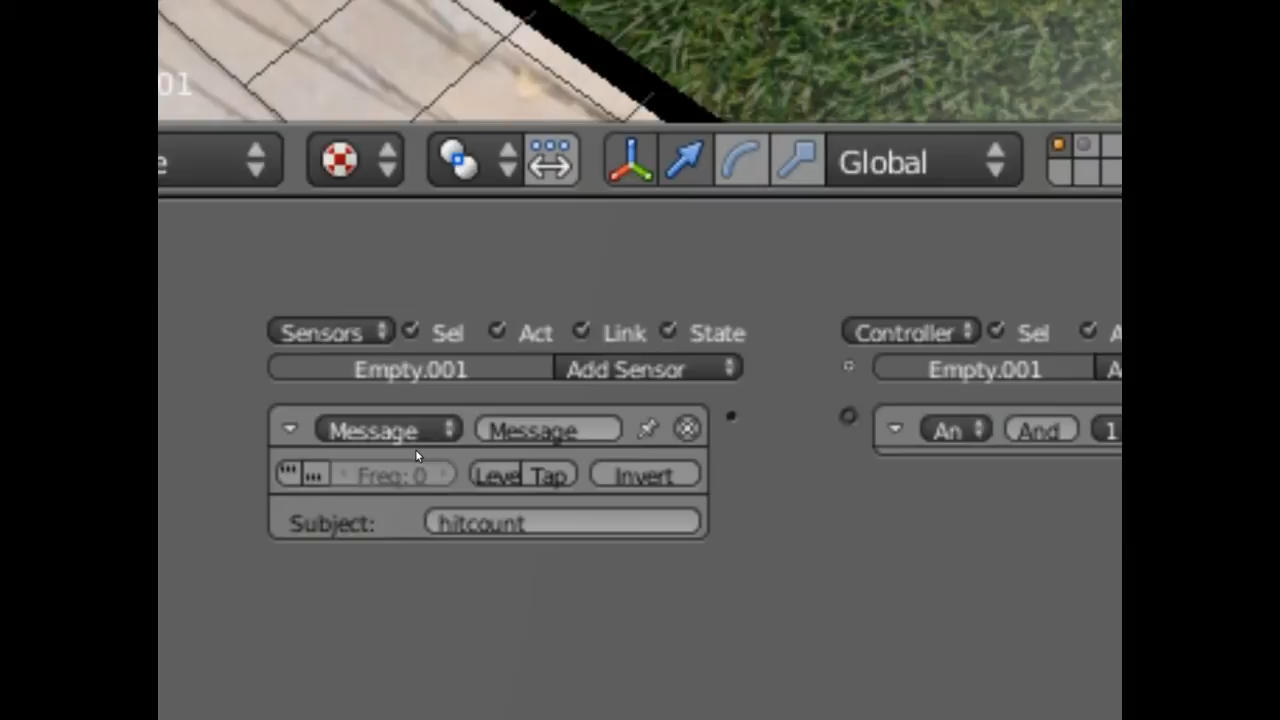 01
e Global
Sensors Sel Act Link State Controller Sel A
Empty.001 Add Sensor Empty.001 A
Message Message An And 1
Freq: 0 Leve Tap Invert
Subject: hitcount